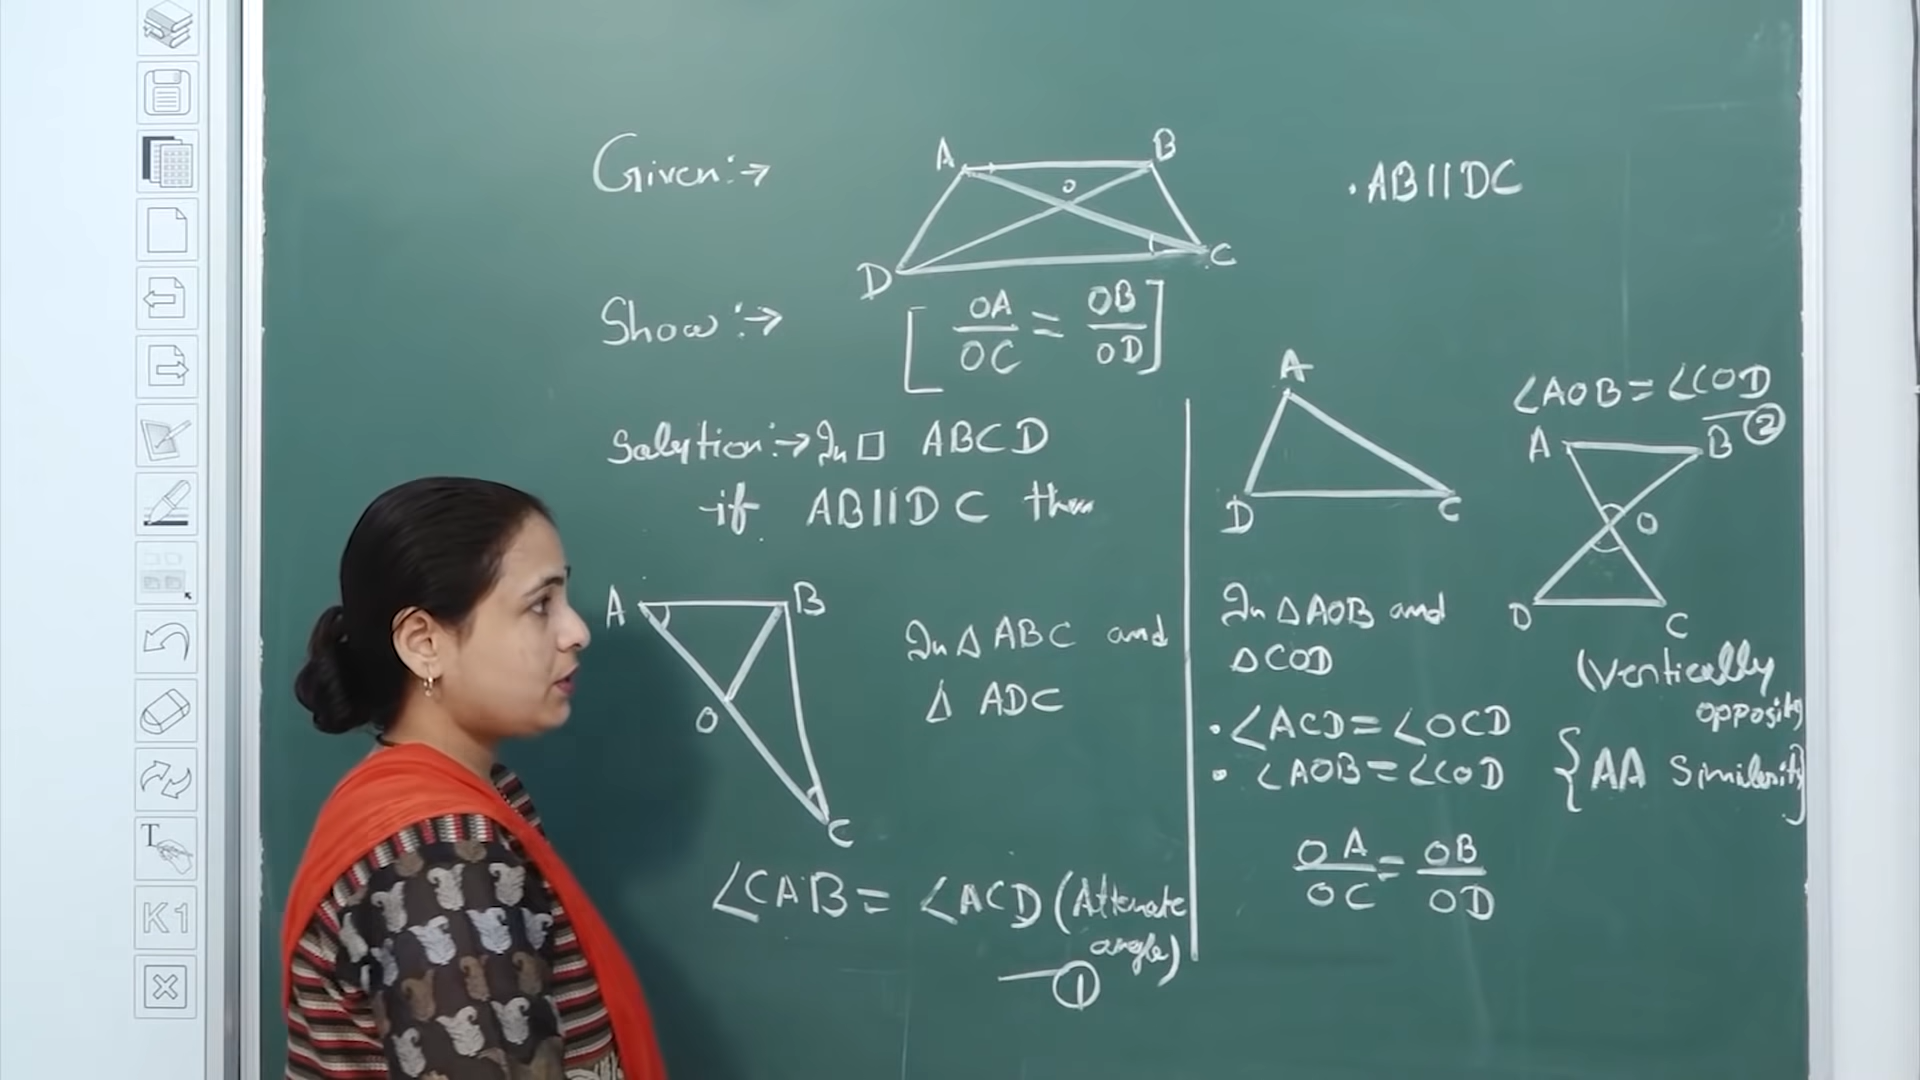 Given:→
A B
O
D C
.AB||DC
Show:→
[OA/OC = OB/OD]
Solution:→ In □ ABCD
if AB||DC then
A B
O
C
In △ ABC and
△ ADC
∠CAB = ∠ACD (Alternate
angle)
—①
A
D C
∠AOB = ∠COD
—②
A B
O
D C
(Vertically
opposite
In △AOB and
△COD
• ∠ACD = ∠OCD
• ∠AOB = ∠COD
{AA Similarity}
OA/OC = OB/OD
T
K1